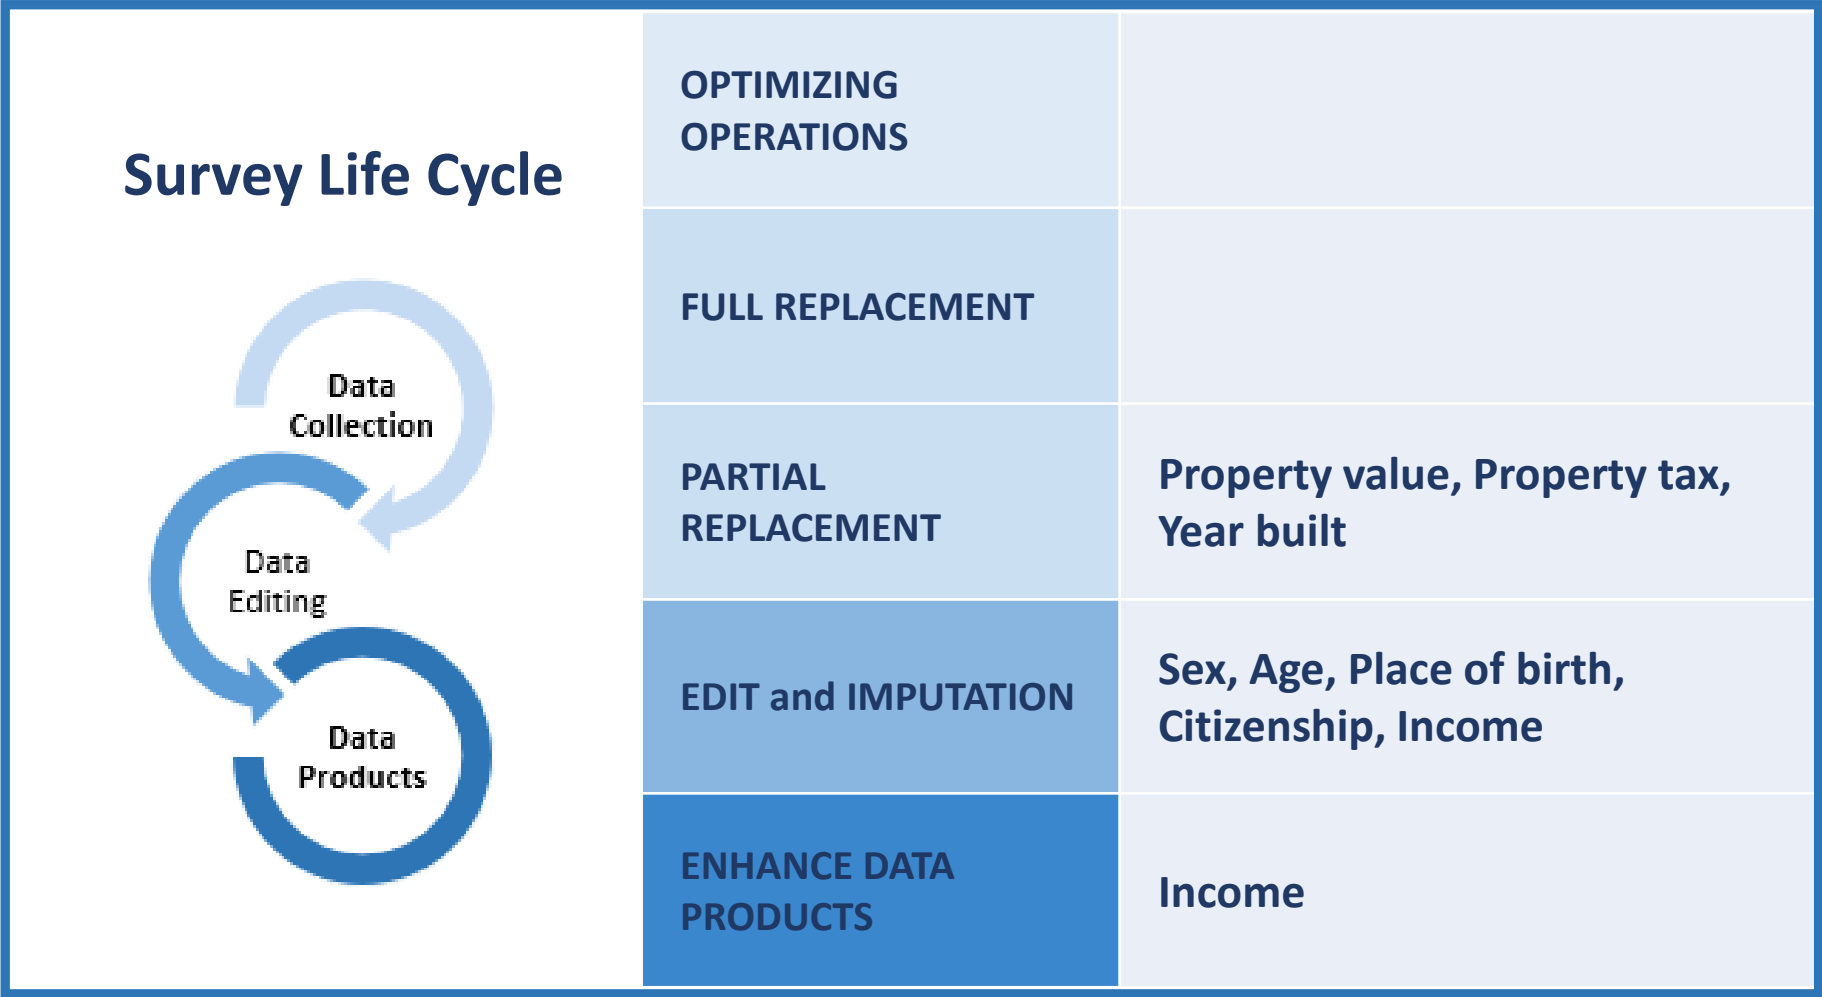 Survey Life Cycle
Data
Collection
Data
Editing
Data
Products
OPTIMIZING
OPERATIONS
FULL REPLACEMENT
PARTIAL
REPLACEMENT
Property value, Property tax,
Year built
EDIT and IMPUTATION
Sex, Age, Place of birth,
Citizenship, Income
ENHANCE DATA
PRODUCTS
Income